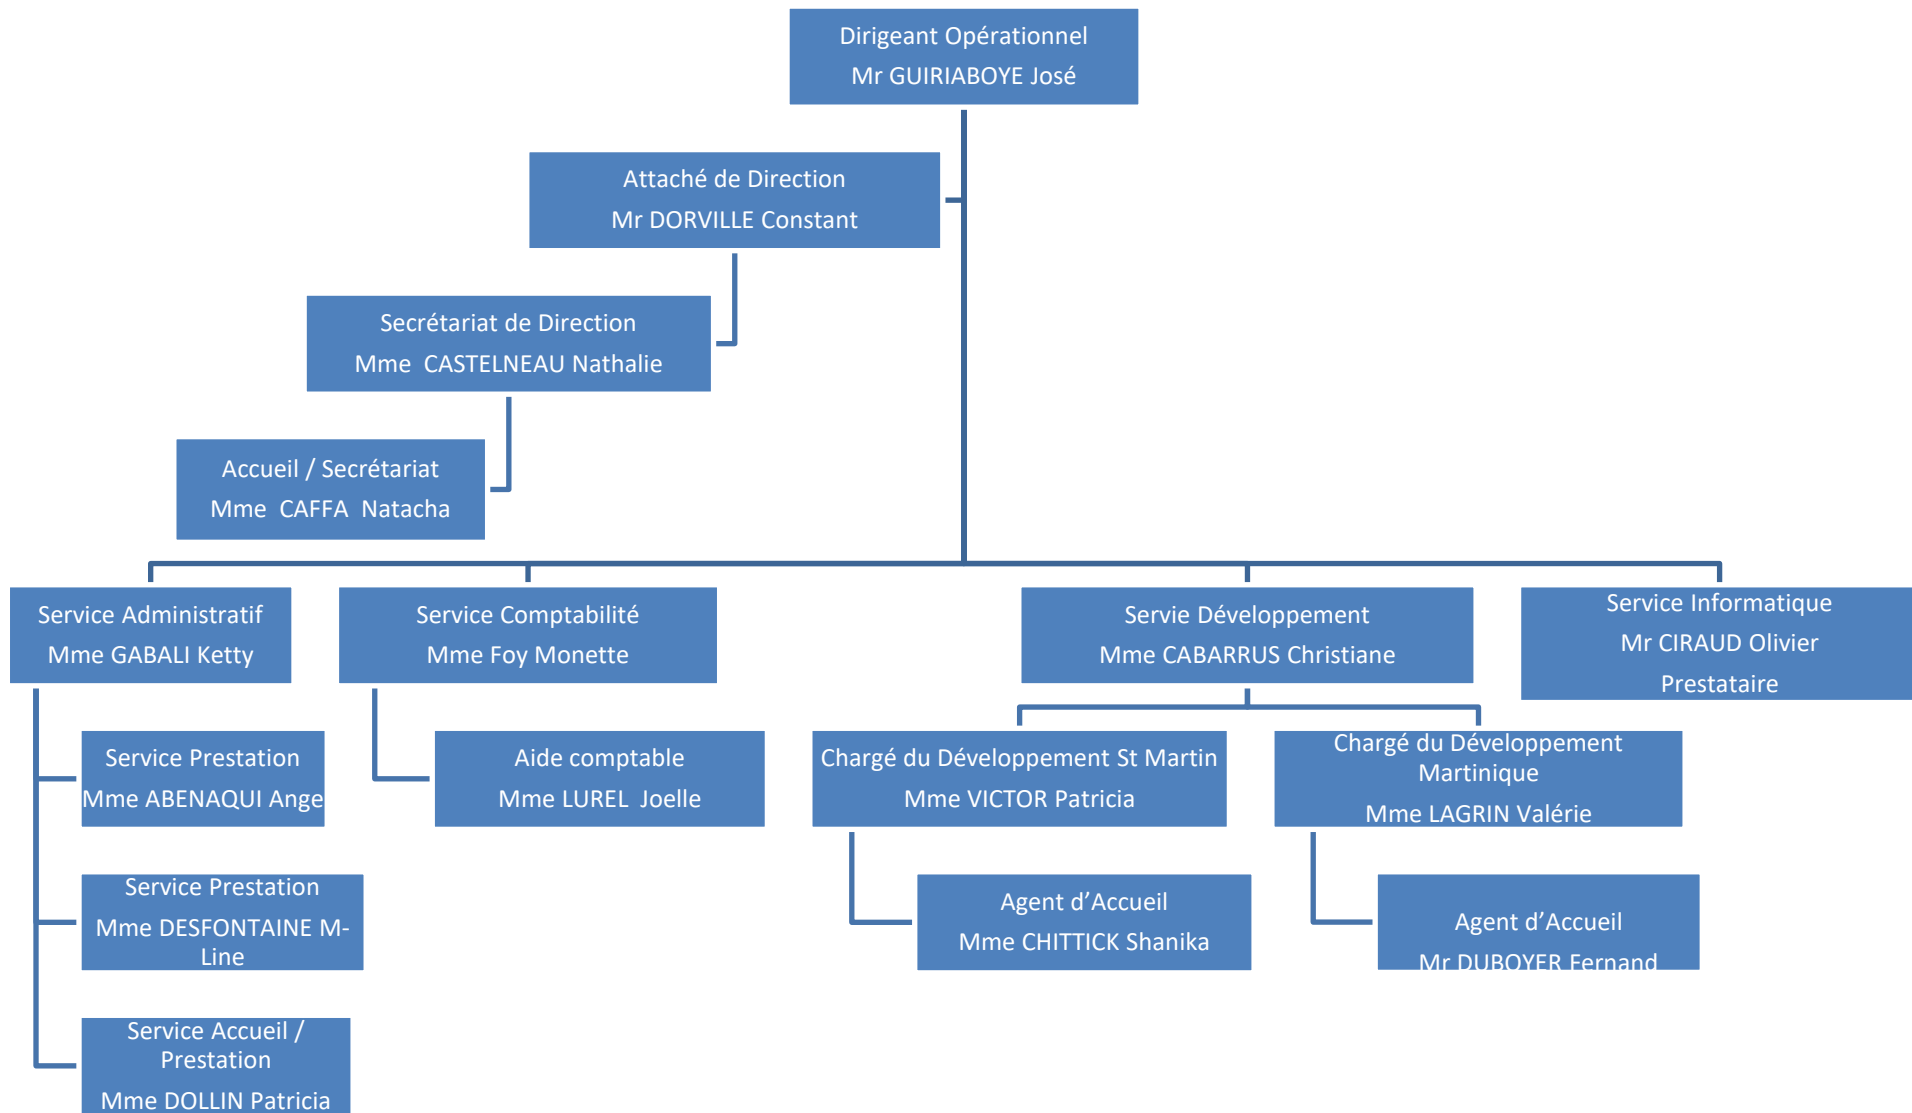 Dirigeant Opérationnel
Mr GUIRIABOYE José
Attaché de Direction
Mr DORVILLE Constant
Secrétariat de Direction
Mme  CASTELNEAU Nathalie
Accueil / Secrétariat
Mme  CAFFA  Natacha
Service Administratif
Mme GABALI Ketty
Service Comptabilité
Mme Foy Monette
Servie Développement
Mme CABARRUS Christiane
Service Informatique
Mr CIRAUD Olivier
Prestataire
Service Prestation
Mme ABENAQUI Ange
Aide comptable
Mme LUREL  Joelle
Chargé du Développement St Martin
Mme VICTOR Patricia
Chargé du Développement
Martinique
Mme LAGRIN Valérie
Service Prestation
Mme DESFONTAINE M-
Line
Agent d’Accueil
Mme CHITTICK Shanika
Agent d’Accueil
Mr DUBOYER Fernand
Service Accueil /
Prestation
Mme DOLLIN Patricia